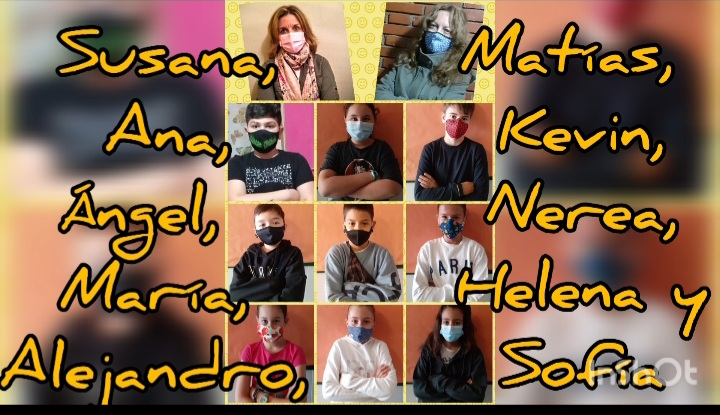 Susana,
Ana,
Ángel,
María,
Alejandro,
Matías,
Kevin,
Nerea,
Helena y
Sofía